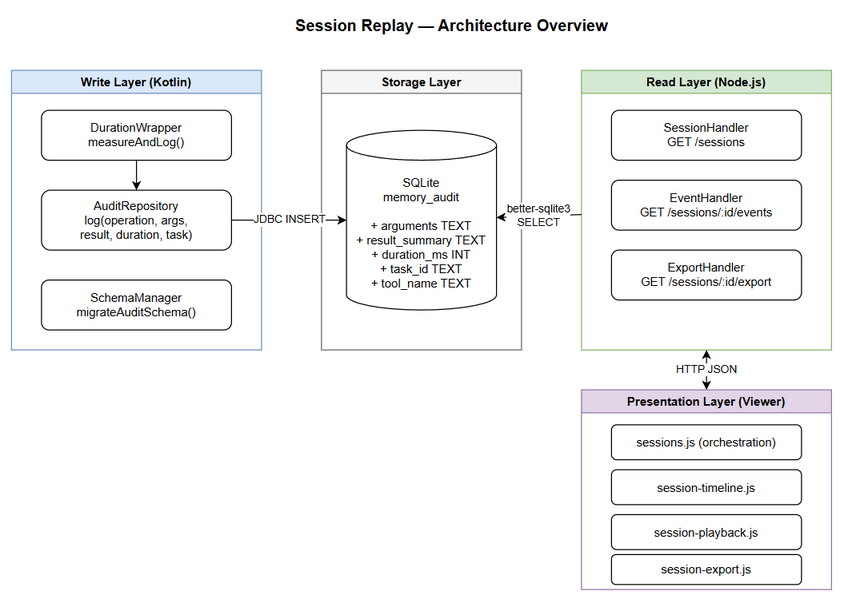 Session Replay — Architecture Overview
Write Layer (Kotlin)
DurationWrapper
measureAndLog()
AuditRepository
log(operation, args,
result, duration, task)
SchemaManager
migrateAuditSchema()
JDBC INSERT
Storage Layer
SQLite
memory_audit
+ arguments TEXT
+ result_summary TEXT
+ duration_ms INT
+ task_id TEXT
+ tool_name TEXT
better-sqlite3
SELECT
Read Layer (Node.js)
SessionHandler
GET /sessions
EventHandler
GET /sessions/:id/events
ExportHandler
GET /sessions/:id/export
HTTP JSON
Presentation Layer (Viewer)
sessions.js (orchestration)
session-timeline.js
session-playback.js
session-export.js